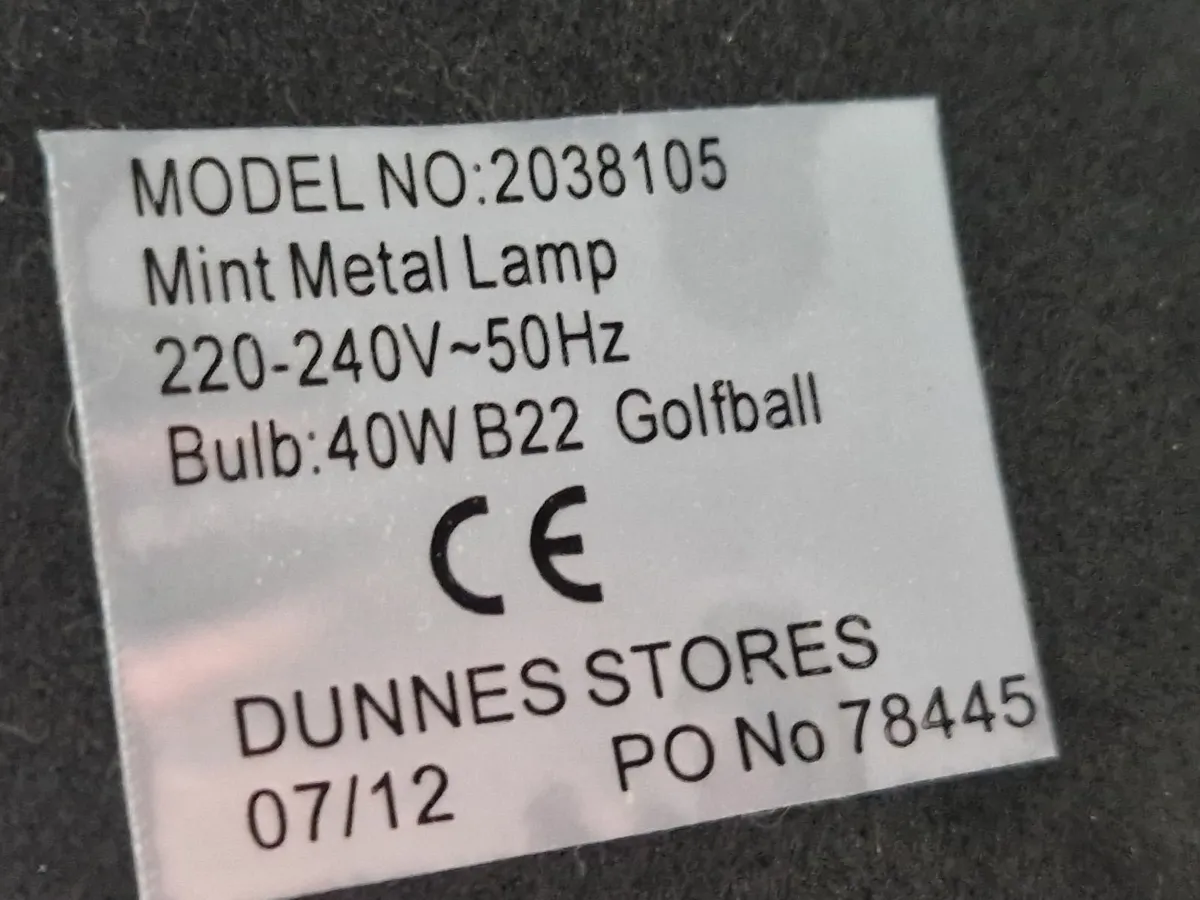 MODEL NO:2038105
Mint Metal Lamp
220-240V~50Hz
Bulb:40W B22 Golfball
CE
DUNNES STORES
07/12 PO No 78445